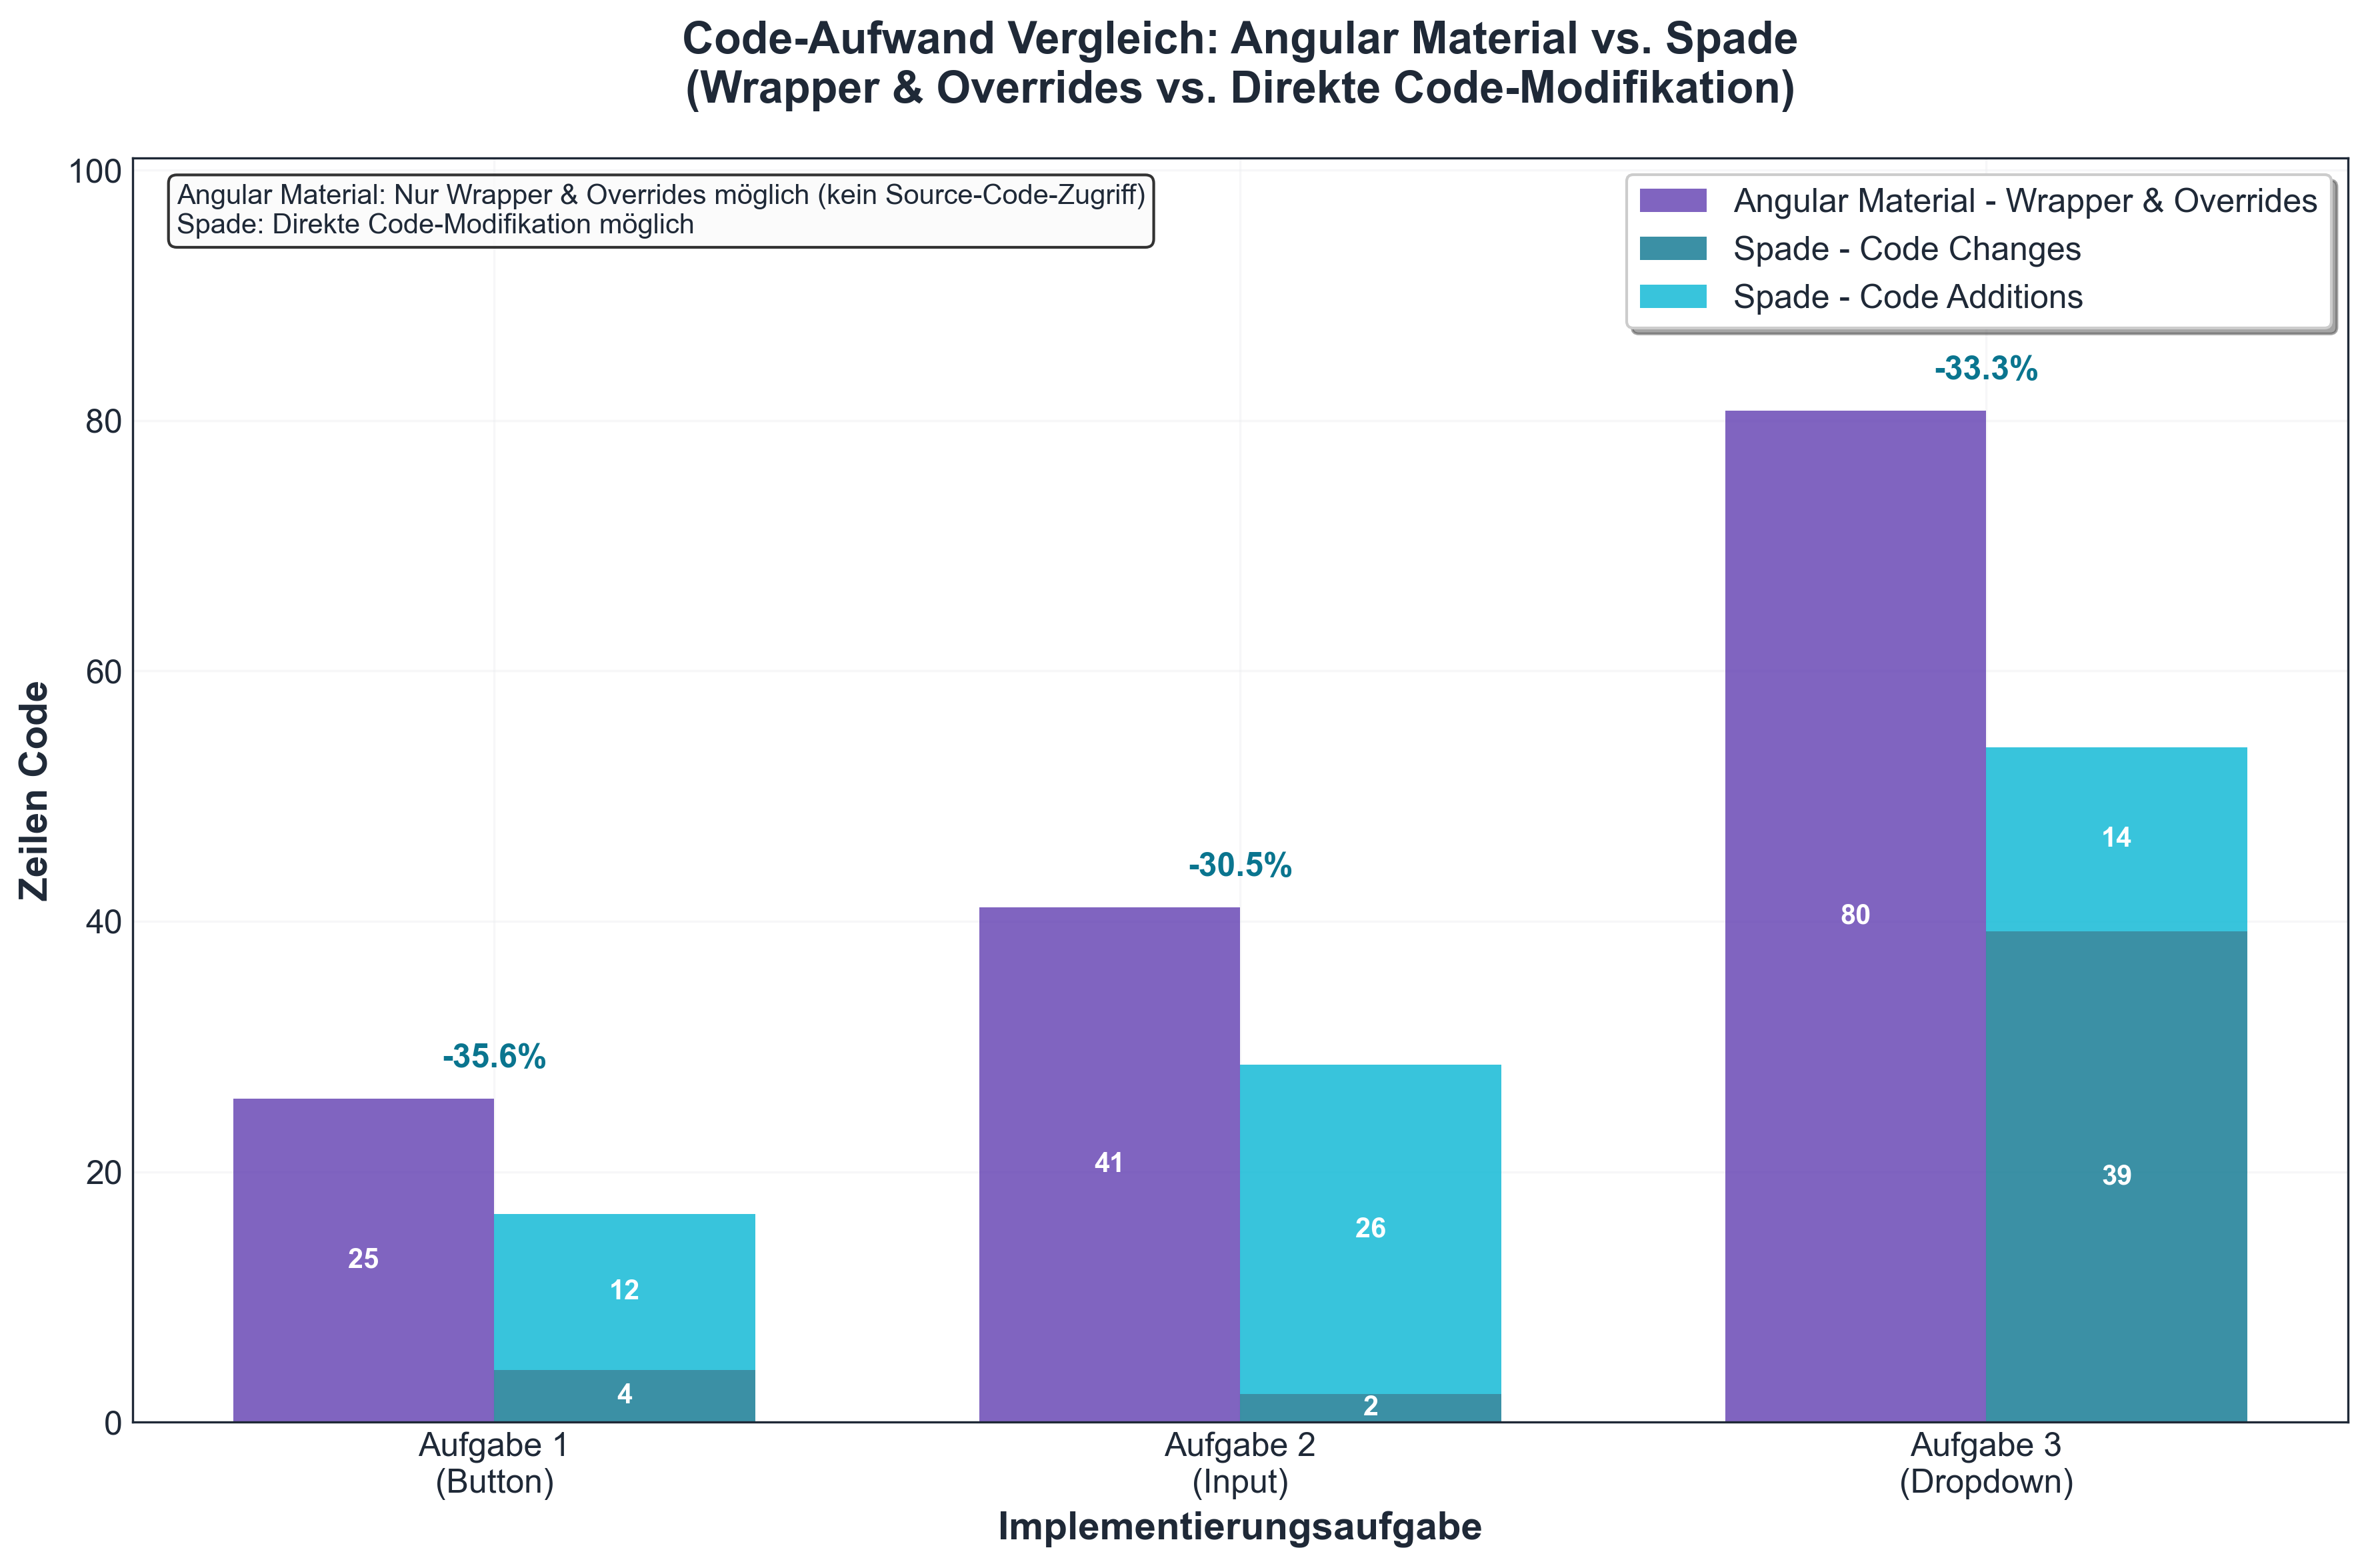 Code-Aufwand Vergleich: Angular Material vs. Spade
(Wrapper & Overrides vs. Direkte Code-Modifikation)
Angular Material: Nur Wrapper & Overrides möglich (kein Source-Code-Zugriff)
Spade: Direkte Code-Modifikation möglich
Angular Material - Wrapper & Overrides
Spade - Code Changes
Spade - Code Additions
Zeilen Code
100
80
60
40
20
0
-35.6%
25
12
4
-30.5%
41
26
2
-33.3%
80
14
39
Aufgabe 1
(Button)
Aufgabe 2
(Input)
Aufgabe 3
(Dropdown)
Implementierungsaufgabe